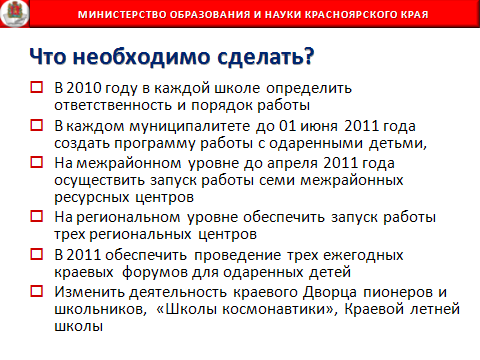 МИНИСТЕРСТВО ОБРАЗОВАНИЯ И НАУКИ КРАСНОЯРСКОГО КРАЯ
Что необходимо сделать?
В 2010 году в каждой школе определить
ответственность и порядок работы
В каждом муниципалитете до 01 июня 2011 года
создать программу работы с одаренными детьми,
На межрайонном уровне до апреля 2011 года
осуществить запуск работы семи межрайонных
ресурсных центров
На региональном уровне обеспечить запуск работы
трех региональных центров
В 2011 обеспечить проведение трех ежегодных
краевых форумов для одаренных детей
Изменить деятельность краевого Дворца пионеров и
школьников, «Школы космонавтики», Краевой летней
школы